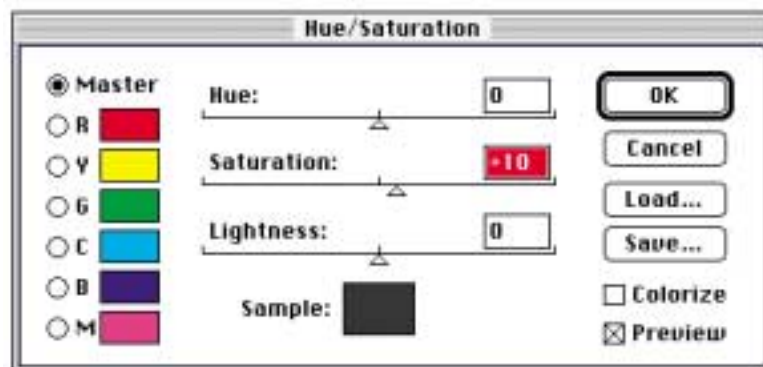 Hue/Saturation
Master
R
Y
G
C
B
M
Hue: 0
Saturation: +10
Lightness: 0
Sample:
OK
Cancel
Load...
Save...
Colorize
Preview